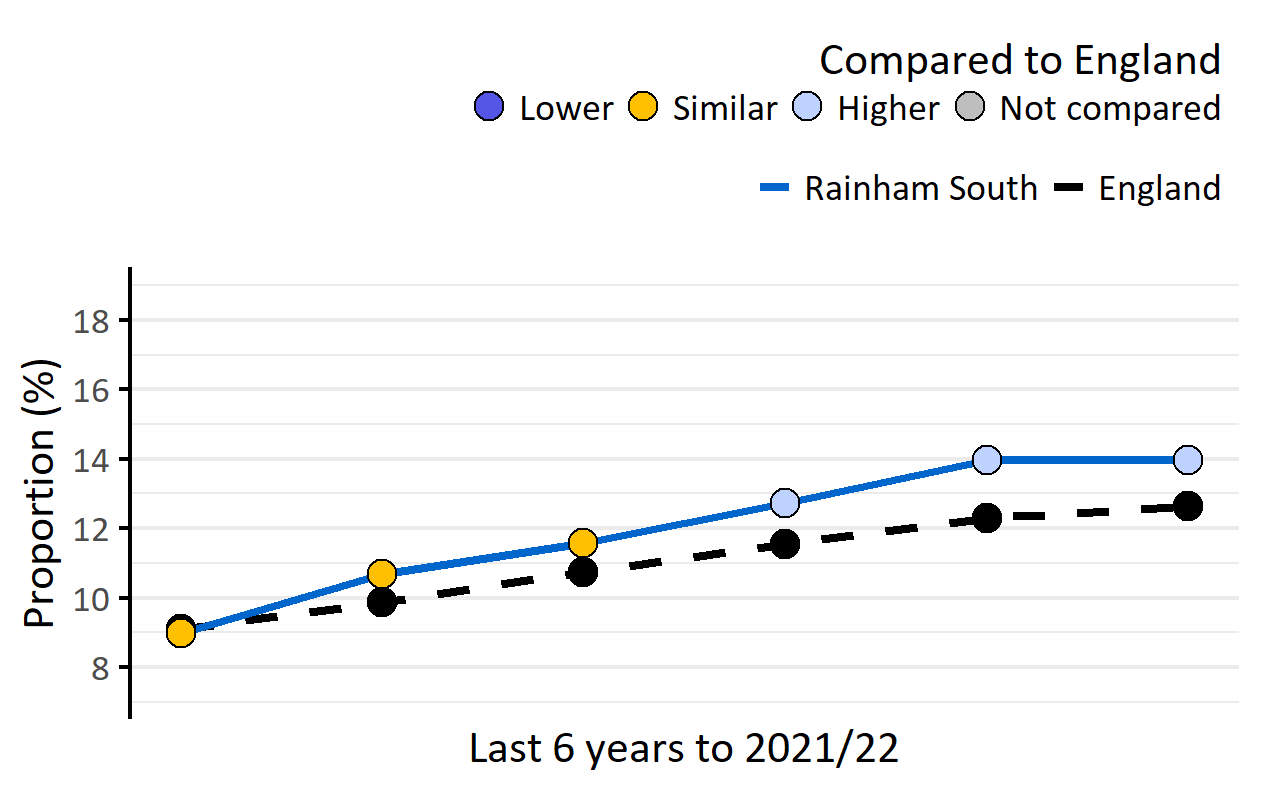 Compared to England
Lower Similar Higher Not compared
Rainham South England
Proportion (%)
18
16
14
12
10
8
Last 6 years to 2021/22